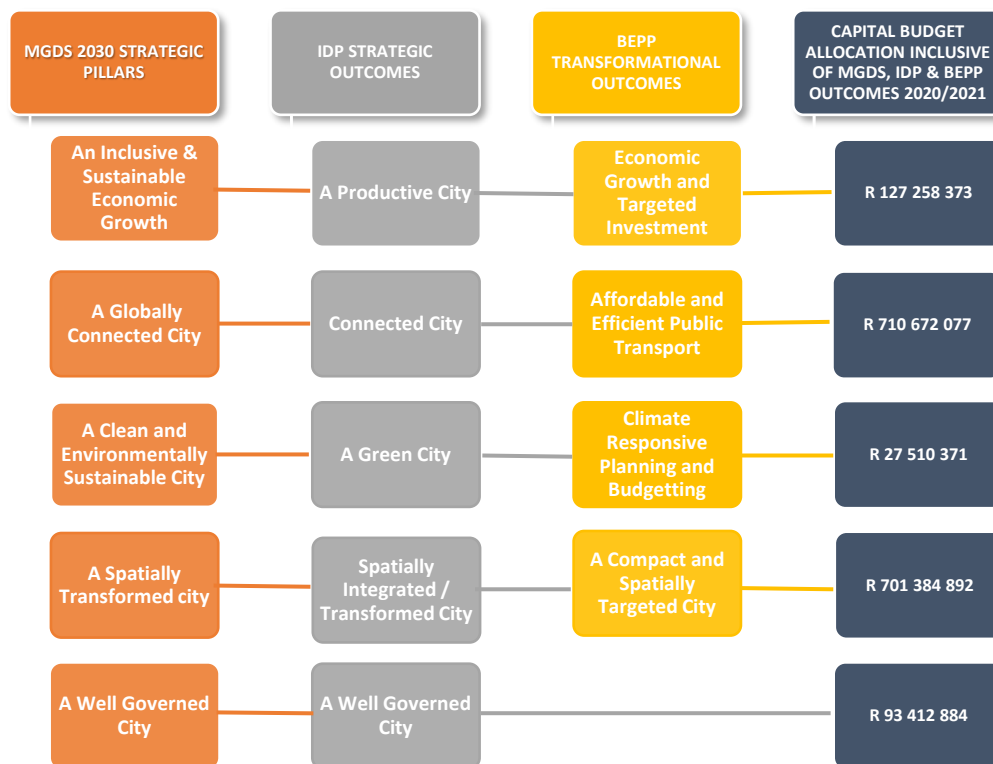 MGDS 2030 STRATEGIC
PILLARS
IDP STRATEGIC
OUTCOMES
BEPP
TRANSFORMATIONAL
OUTCOMES
CAPITAL BUDGET
ALLOCATION INCLUSIVE
OF MGDS, IDP & BEPP
OUTCOMES 2020/2021
An Inclusive &
Sustainable
Economic
Growth
A Productive City
Economic
Growth and
Targeted
Investment
R 127 258 373
A Globally
Connected City
Connected City
Affordable and
Efficient Public
Transport
R 710 672 077
A Clean and
Environmentally
Sustainable City
A Green City
Climate
Responsive
Planning and
Budgetting
R 27 510 371
A Spatially
Transformed city
Spatially
Integrated /
Transformed City
A Compact and
Spatially
Targeted City
R 701 384 892
A Well Governed
City
A Well Governed
City
R 93 412 884